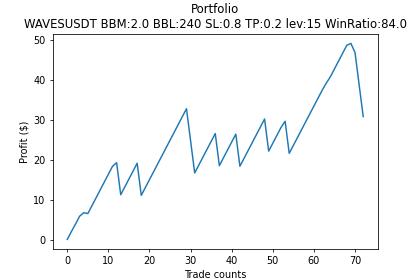 Portfolio
WAVESUSDT BBM:2.0 BBL:240 SL:0.8 TP:0.2 lev:15 WinRatio:84.0
50
40
30
20
10
0
Profit ($)
0 10 20 30 40 50 60 70
Trade counts